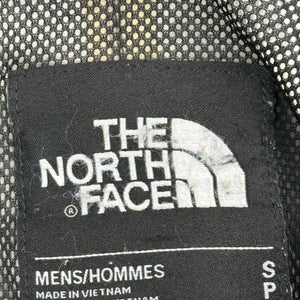 THE
NORTH
FACE
®
MENS/HOMMES S
MADE IN VIETNAM P